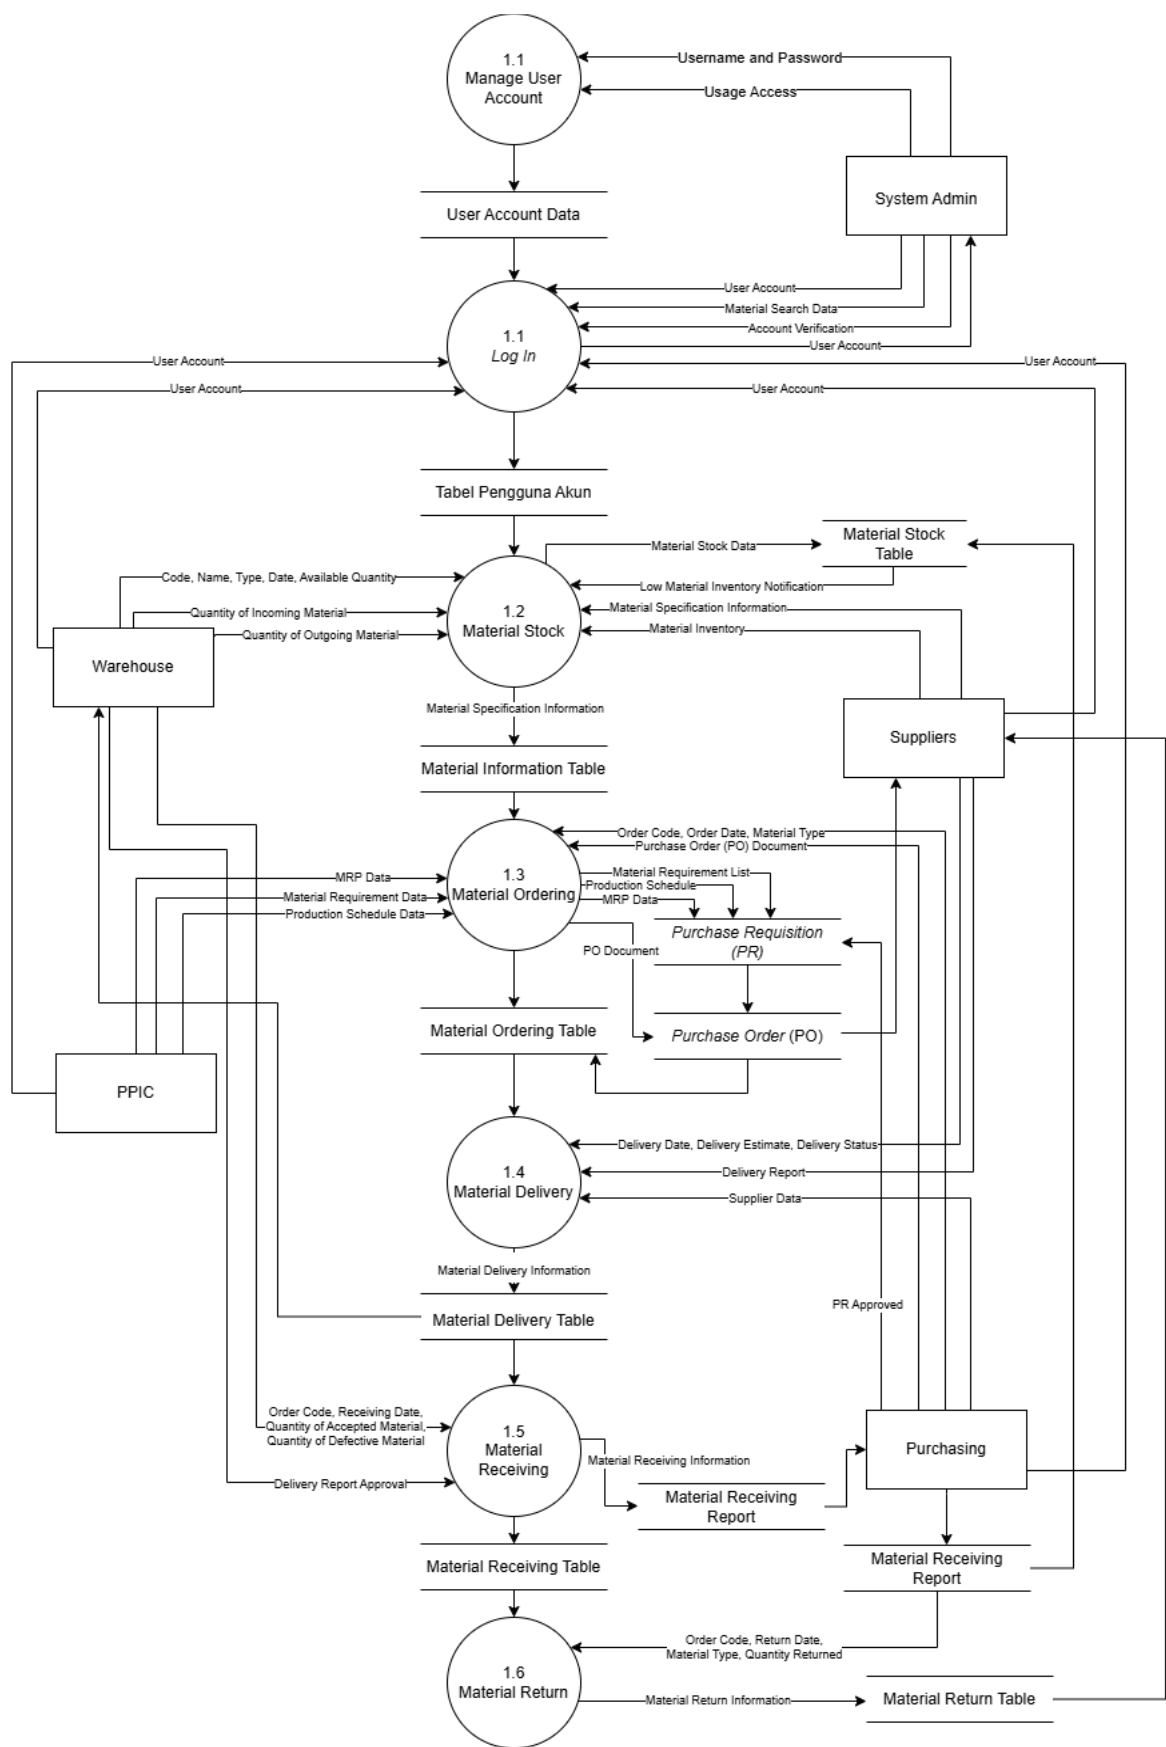 1.1
Manage User
Account
Username and Password
Usage Access
System Admin
User Account Data
User Account
Material Search Data
Account Verification
User Account
1.1
Log In
User Account
User Account
User Account
User Account
Tabel Pengguna Akun
Material Stock Data
Material Stock
Table
Code, Name, Type, Date, Available Quantity
Low Material Inventory Notification
Quantity of Incoming Material
Material Specification Information
Quantity of Outgoing Material
Material Inventory
1.2
Material Stock
Warehouse
Material Specification Information
Suppliers
Material Information Table
Order Code, Order Date, Material Type
Purchase Order (PO) Document
1.3
Material Ordering
Material Requirement List
Production Schedule
MRP Data
MRP Data
Material Requirement Data
Production Schedule Data
Purchase Requisition
(PR)
PO Document
Material Ordering Table
Purchase Order (PO)
PPIC
1.4
Material Delivery
Delivery Date, Delivery Estimate, Delivery Status
Delivery Report
Supplier Data
Material Delivery Information
PR Approved
Material Delivery Table
Order Code, Receiving Date,
Quantity of Accepted Material,
Quantity of Defective Material
1.5
Material
Receiving
Material Receiving Information
Purchasing
Delivery Report Approval
Material Receiving
Report
Material Receiving Table
Material Receiving
Report
Order Code, Return Date,
Material Type, Quantity Returned
1.6
Material Return
Material Return Information
Material Return Table